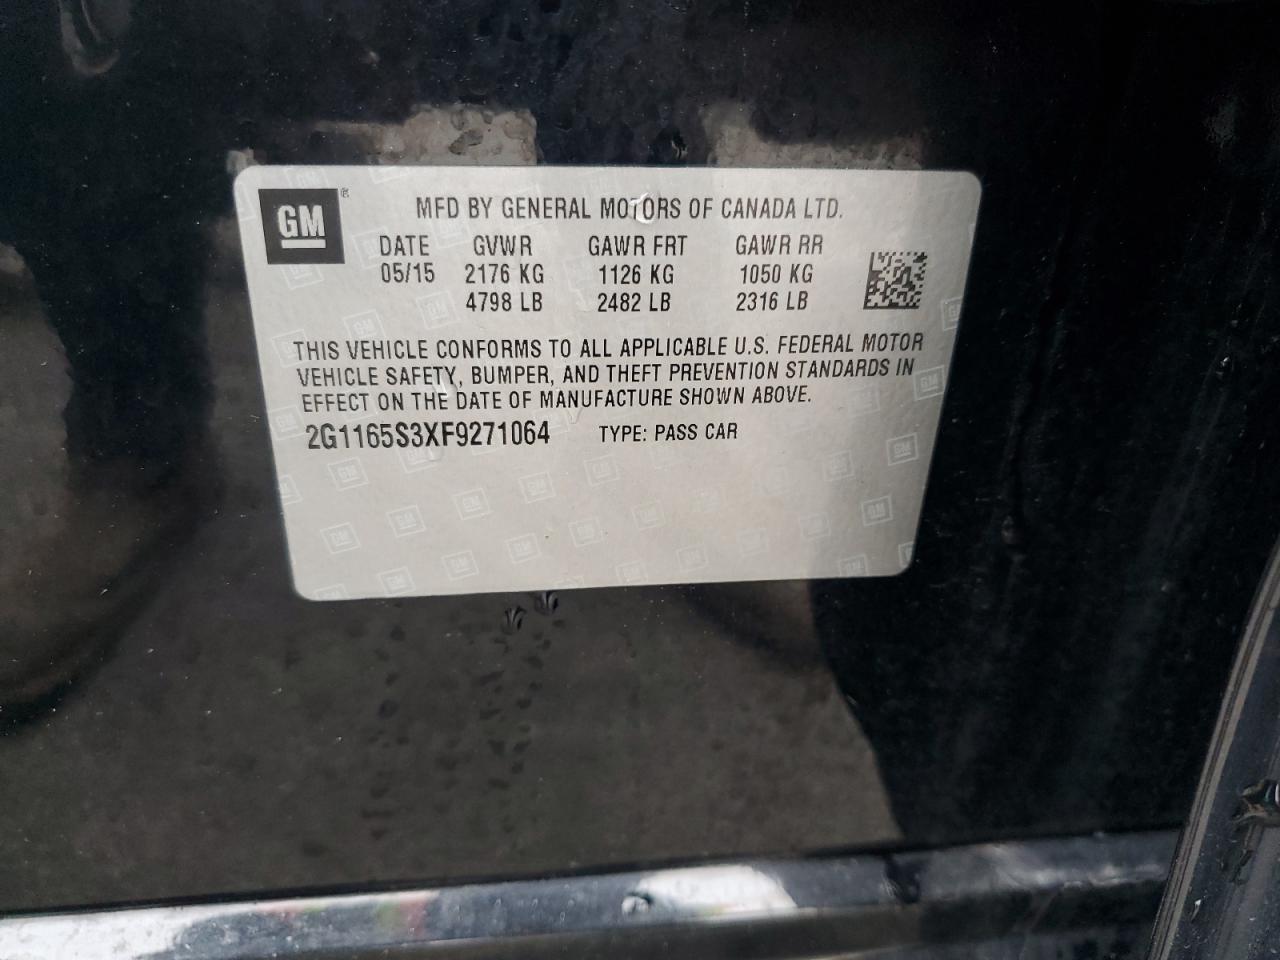 GM®
MFD BY GENERAL MOTORS OF CANADA LTD.
DATE GVWR GAWR FRT GAWR RR
05/15 2176 KG 1126 KG 1050 KG
4798 LB 2482 LB 2316 LB
THIS VEHICLE CONFORMS TO ALL APPLICABLE U.S. FEDERAL MOTOR
VEHICLE SAFETY, BUMPER, AND THEFT PREVENTION STANDARDS IN
EFFECT ON THE DATE OF MANUFACTURE SHOWN ABOVE.
2G1165S3XF9271064 TYPE: PASS CAR